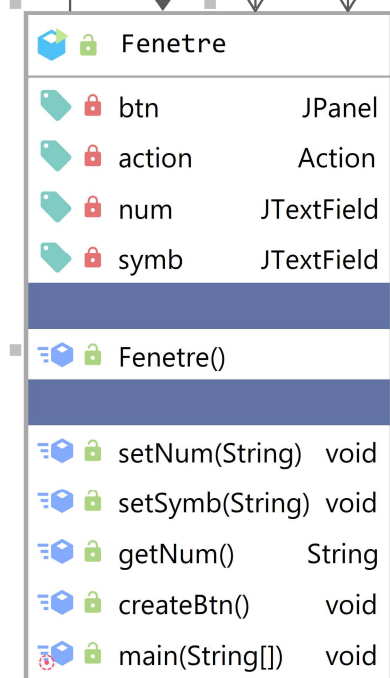 Fenetre
btn JPanel
action Action
num JTextField
symb JTextField
Fenetre()
setNum(String) void
setSymb(String) void
getNum() String
createBtn() void
main(String[]) void